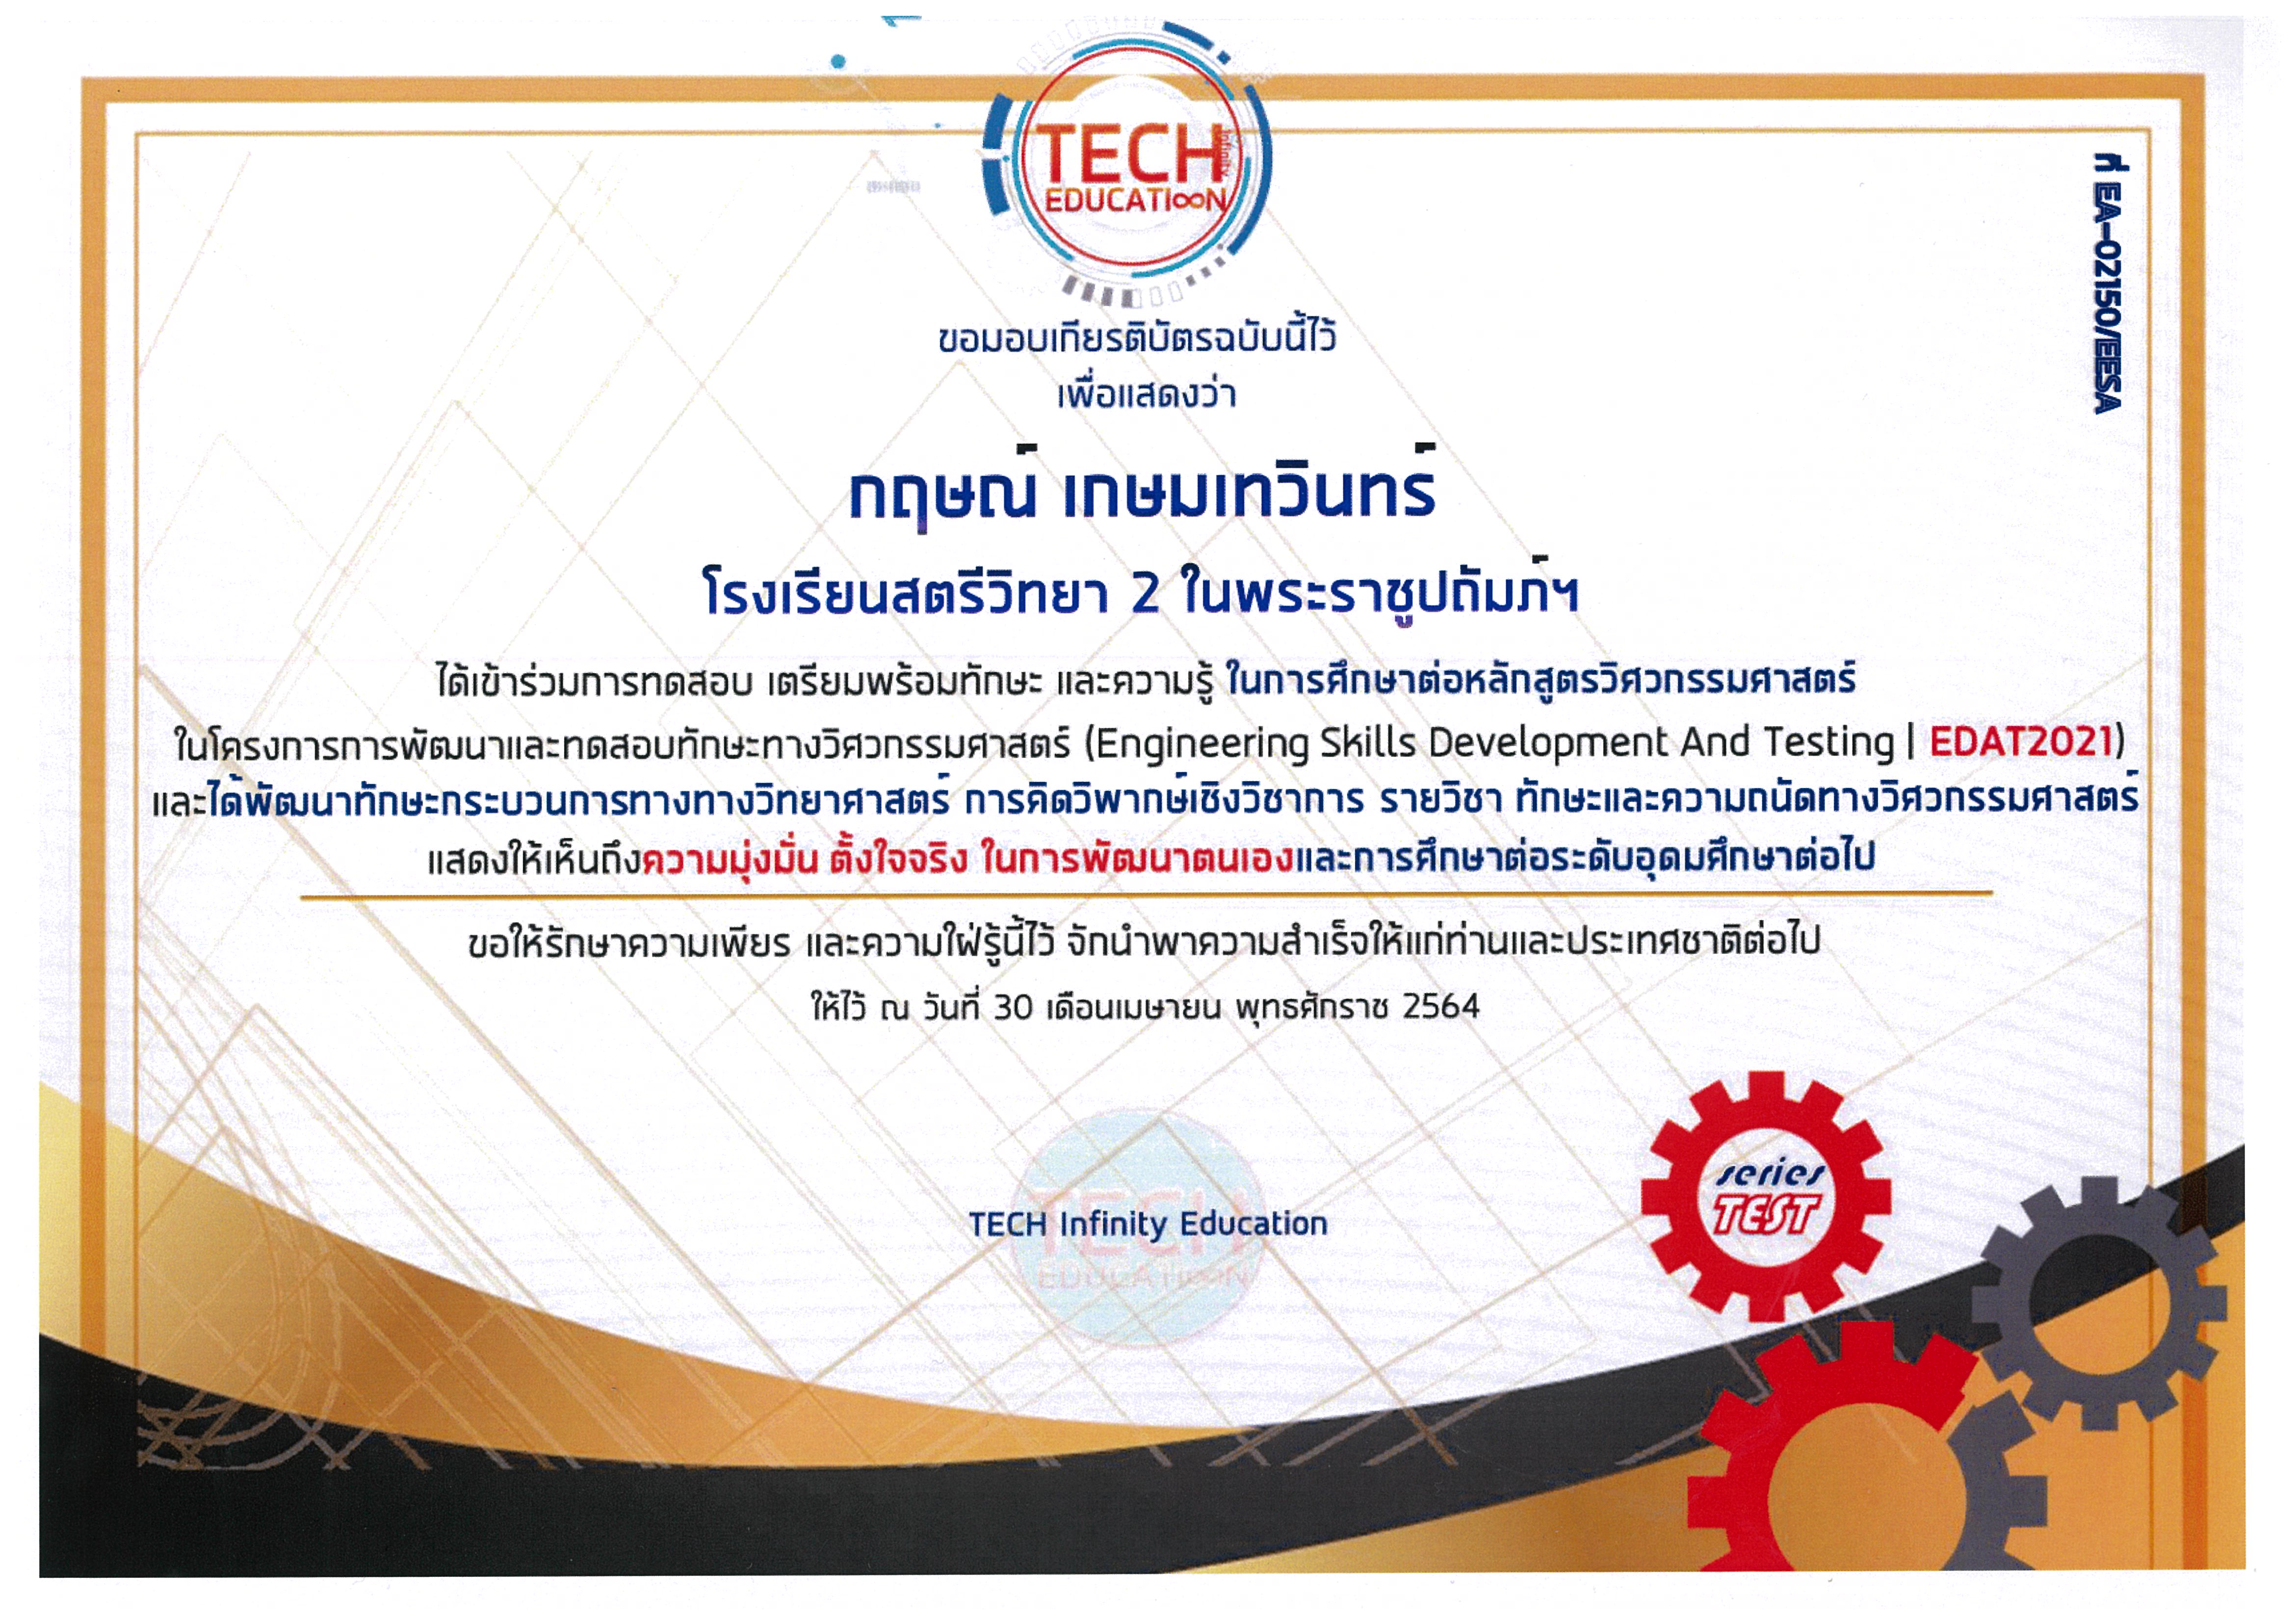 TECH Infinity
EDUCATION
ที่ EA-02150/EESA
ขอมอบเกียรติบัตรฉบับนี้ไว้
เพื่อแสดงว่า
กฤษณ์ เกษมเทวินทร์
โรงเรียนสตรีวิทยา 2 ในพระราชูปถัมภ์ฯ
ได้เข้าร่วมการทดสอบ เตรียมพร้อมทักษะ และความรู้ ในการศึกษาต่อหลักสูตรวิศวกรรมศาสตร์
ในโครงการการพัฒนาและทดสอบทักษะทางวิศวกรรมศาสตร์ (Engineering Skills Development And Testing | EDAT2021)
และได้พัฒนาทักษะกระบวนการทางทางวิทยาศาสตร์ การคิดวิพากษ์เชิงวิชาการ รายวิชา ทักษะและความถนัดทางวิศวกรรมศาสตร์
แสดงให้เห็นถึงความมุ่งมั่น ตั้งใจจริง ในการพัฒนาตนเองและการศึกษาต่อระดับอุดมศึกษาต่อไป
ขอให้รักษาความเพียร และความใฝ่รู้นี้ไว้ จักนำพาความสำเร็จให้แก่ท่านและประเทศชาติต่อไป
ให้ไว้ ณ วันที่ 30 เดือนเมษายน พุทธศักราช 2564
series
TEST
TECH Infinity Education
TECH
EDUCATION